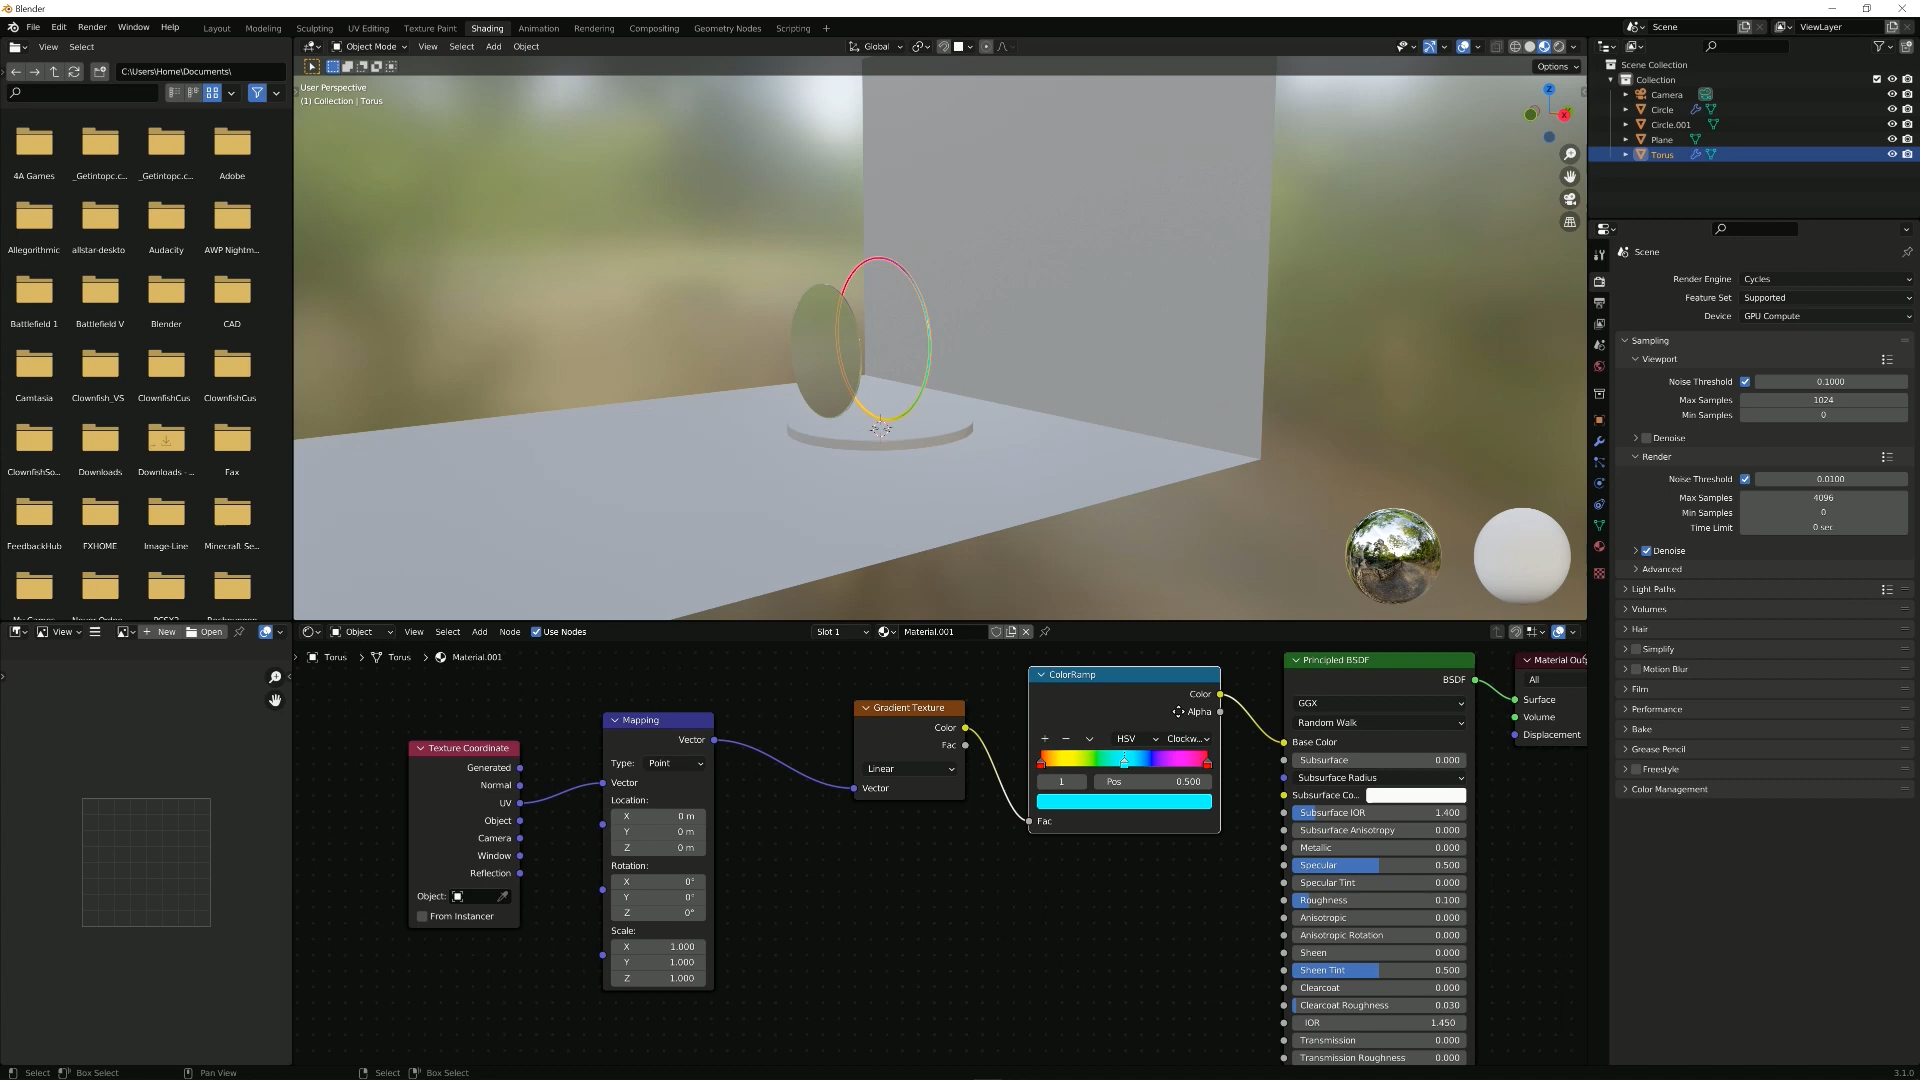 Blender
File Edit Render Window Help
Layout Modeling Sculpting UV Editing Texture Paint Shading Animation Rendering Compositing Geometry Nodes Scripting +
Scene
ViewLayer
View Select
Object Mode View Select Add Object
Global
Options
C:\Users\Home\Documents\
User Perspective
(1) Collection | Torus
Z
X
4A Games _Getintopc.c... _Getintopc.c... Adobe
Allegorithmic allstar-deskto Audacity AWP Nightm...
Battlefield 1 Battlefield V Blender CAD
Camtasia Clownfish_VS ClownfishCus ClownfishCus
ClownfishSo... Downloads Downloads - ... Fax
FeedbackHub FXHOME Image-Line Minecraft Se...
Scene Collection
Collection
Camera
Circle
Circle.001
Plane
Torus
Scene
Render Engine Cycles
Feature Set Supported
Device GPU Compute
Sampling
Viewport
Noise Threshold 0.1000
Max Samples 1024
Min Samples 0
Denoise
Render
Noise Threshold 0.0100
Max Samples 4096
Min Samples 0
Time Limit 0 sec
Denoise
Advanced
Light Paths
Volumes
Hair
Simplify
Motion Blur
Film
Performance
Bake
Grease Pencil
Freestyle
Color Management
View
New
Open
Object View Select Add Node Use Nodes
Slot 1
Material.001
Torus > Torus > Material.001
Texture Coordinate
Generated
Normal
UV
Object
Camera
Window
Reflection
Object:
From Instancer
Mapping
Vector
Type: Point
Vector
Location:
X 0 m
Y 0 m
Z 0 m
Rotation:
X 0°
Y 0°
Z 0°
Scale:
X 1.000
Y 1.000
Z 1.000
Gradient Texture
Color
Fac
Linear
Vector
ColorRamp
Color
Alpha
+ − HSV Clockw...
1 Pos 0.500
Fac
Principled BSDF
BSDF
GGX
Random Walk
Base Color
Subsurface 0.000
Subsurface Radius
Subsurface Co...
Subsurface IOR 1.400
Subsurface Anisotropy 0.000
Metallic 0.000
Specular 0.500
Specular Tint 0.000
Roughness 0.100
Anisotropic 0.000
Anisotropic Rotation 0.000
Sheen 0.000
Sheen Tint 0.500
Clearcoat 0.000
Clearcoat Roughness 0.030
IOR 1.450
Transmission 0.000
Transmission Roughness 0.000
Material Out
All
Surface
Volume
Displacement
Select Box Select Pan View Select Box Select
3.1.0